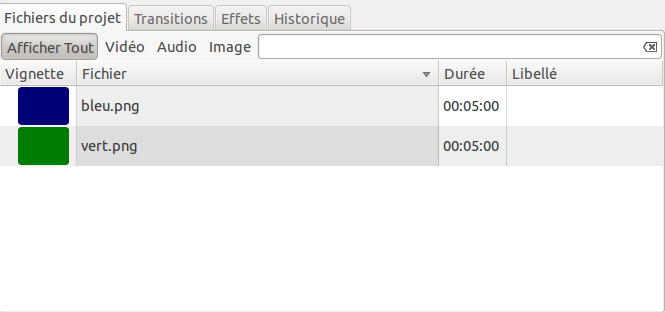 Fichiers du projet Transitions Effets Historique
Afficher Tout Vidéo Audio Image
Vignette Fichier Durée Libellé
bleu.png 00:05:00
vert.png 00:05:00